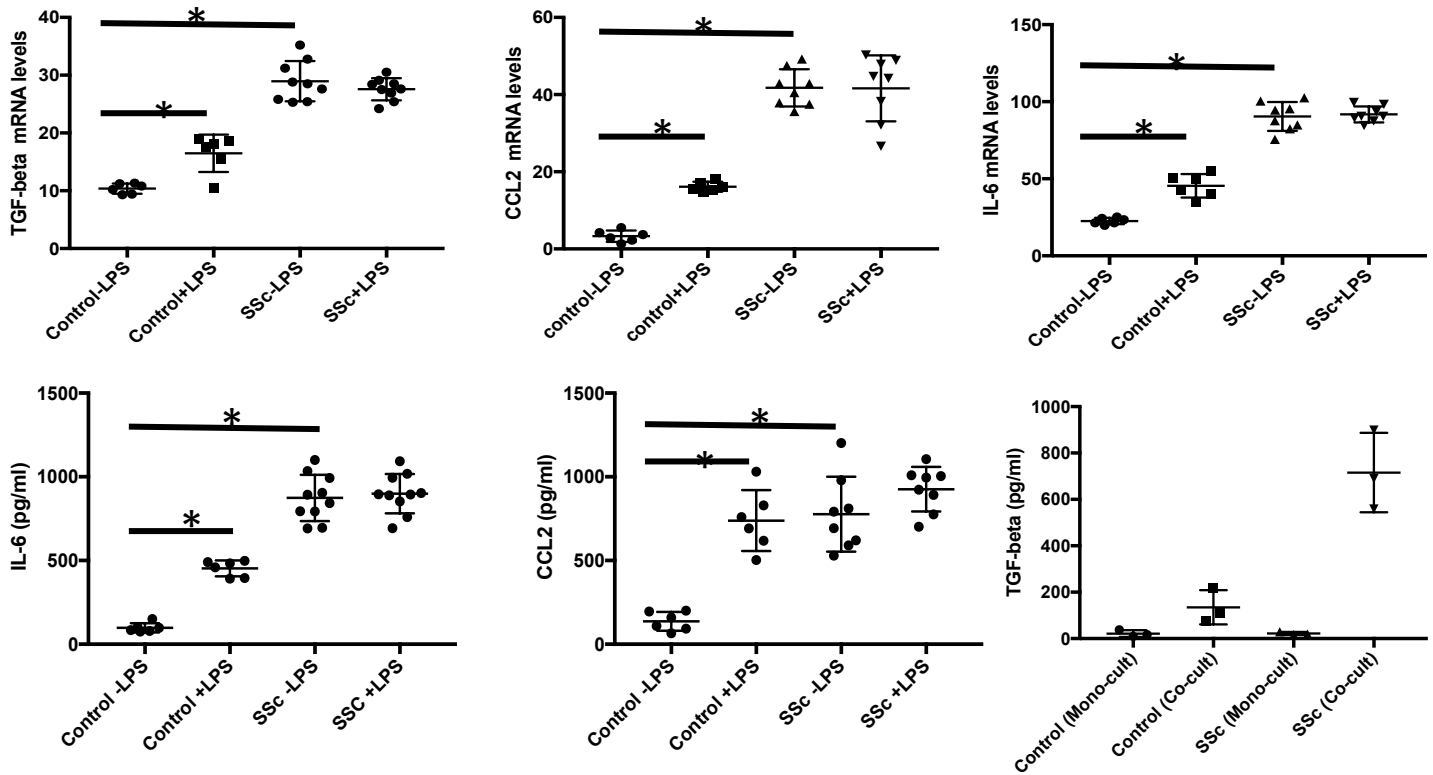 TGF-beta mRNA levels
40
30
20
10
0
*
*
Control-LPS
Control+LPS
SSc-LPS
SSc+LPS
CCL2 mRNA levels
60
40
20
0
*
*
control-LPS
control+LPS
SSc-LPS
SSc+LPS
IL-6 mRNA levels
150
100
50
0
*
*
Control-LPS
Control+LPS
SSc-LPS
SSc+LPS
IL-6 (pg/ml)
1500
1000
500
0
*
*
Control -LPS
Control +LPS
SSc -LPS
SSC +LPS
CCL2 (pg/ml)
1500
1000
500
0
*
*
Control -LPS
Control +LPS
SSc -LPS
SSc +LPS
TGF-beta (pg/ml)
1000
800
600
400
200
0
Control (Mono-cult)
Control (Co-cult)
SSc (Mono-cult)
SSc (Co-cult)